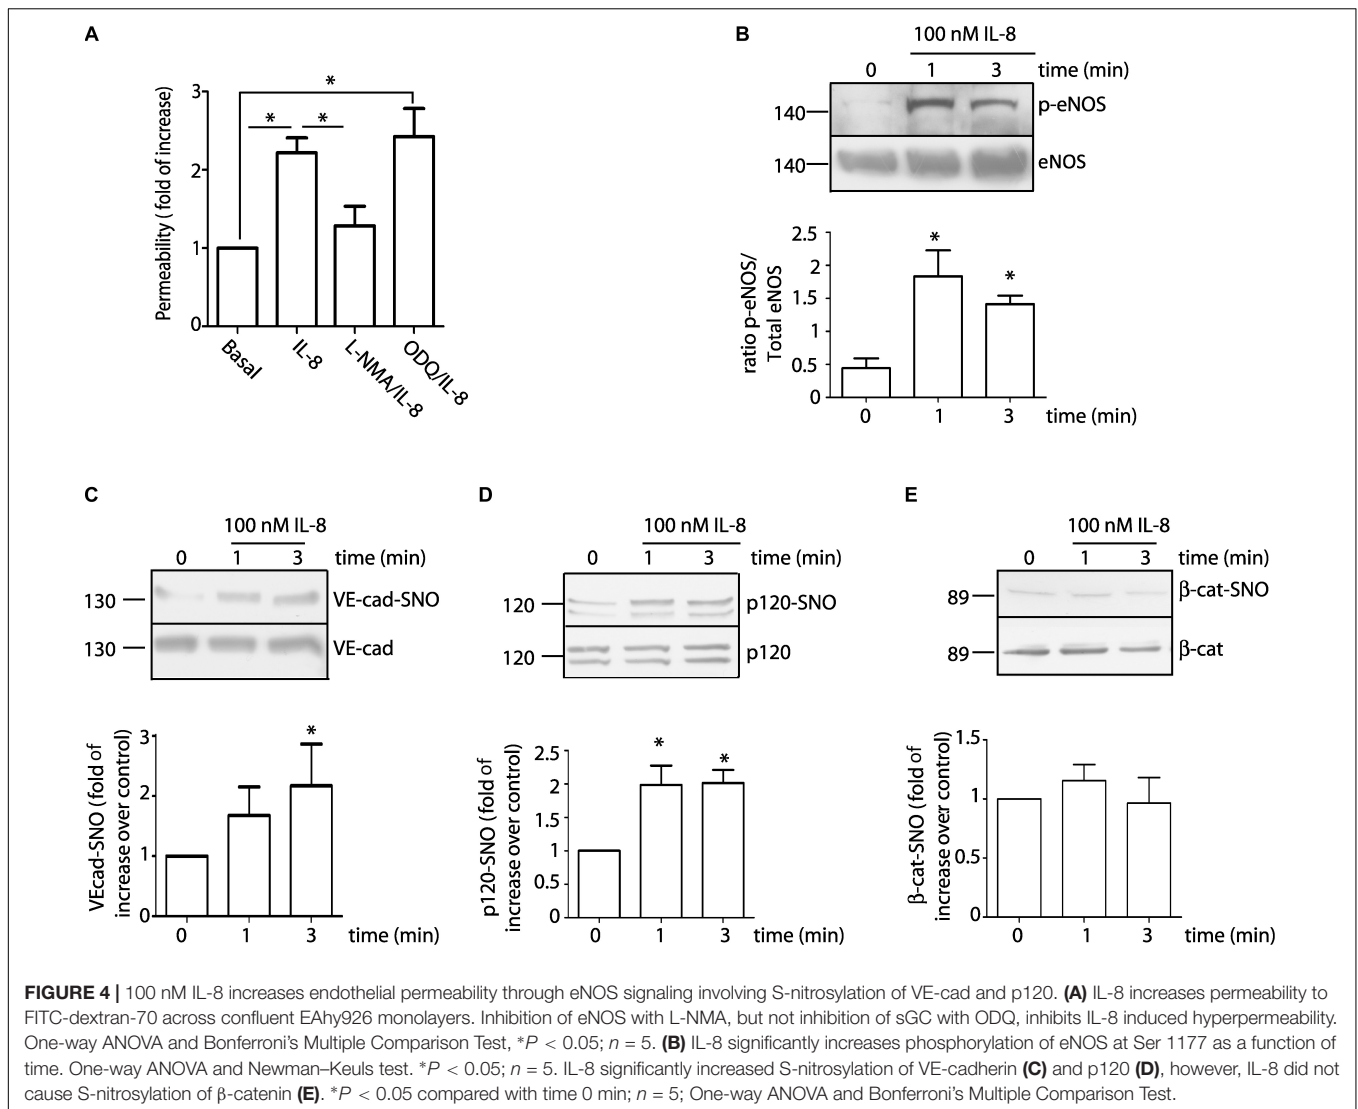 A
Permeability ( fold of increase)
3
2
1
0
*
* *
Basal
IL-8
L-NMA/IL-8
ODQ/IL-8
B
100 nM IL-8
0 1 3 time (min)
140 p-eNOS
140 eNOS
ratio p-eNOS/
Total eNOS
2.5
2
1.5
1
0.5
0
* *
0 1 3 time (min)
C
100 nM IL-8
0 1 3 time (min)
130 VE-cad-SNO
130 VE-cad
VEcad-SNO (fold of
increase over control)
3
2
1
0
*
0 1 3 time (min)
D
100 nM IL-8
0 1 3 time (min)
120 p120-SNO
120 p120
p120-SNO (fold of
increase over control)
2.5
2
1.5
1
0.5
0
* *
0 1 3 time (min)
E
100 nM IL-8
0 1 3 time (min)
89 β-cat-SNO
89 β-cat
β-cat-SNO (fold of
increase over control)
1.5
1
0.5
0
0 1 3 time (min)
FIGURE 4 | 100 nM IL-8 increases endothelial permeability through eNOS signaling involving S-nitrosylation of VE-cad and p120. (A) IL-8 increases permeability to
FITC-dextran-70 across confluent EAhy926 monolayers. Inhibition of eNOS with L-NMA, but not inhibition of sGC with ODQ, inhibits IL-8 induced hyperpermeability.
One-way ANOVA and Bonferroni's Multiple Comparison Test, *P < 0.05; n = 5. (B) IL-8 significantly increases phosphorylation of eNOS at Ser 1177 as a function of
time. One-way ANOVA and Newman–Keuls test. *P < 0.05; n = 5. IL-8 significantly increased S-nitrosylation of VE-cadherin (C) and p120 (D), however, IL-8 did not
cause S-nitrosylation of β-catenin (E). *P < 0.05 compared with time 0 min; n = 5; One-way ANOVA and Bonferroni's Multiple Comparison Test.